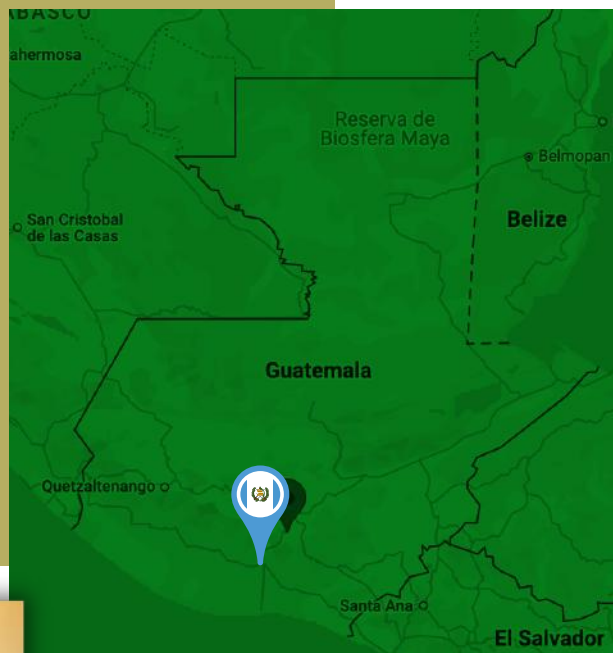 ABASCO
ahermosa
Reserva de
Biosfera Maya
Belmopan
San Cristobal
de las Casas
Belize
Guatemala
Quetzaltenango
Santa Ana
El Salvador